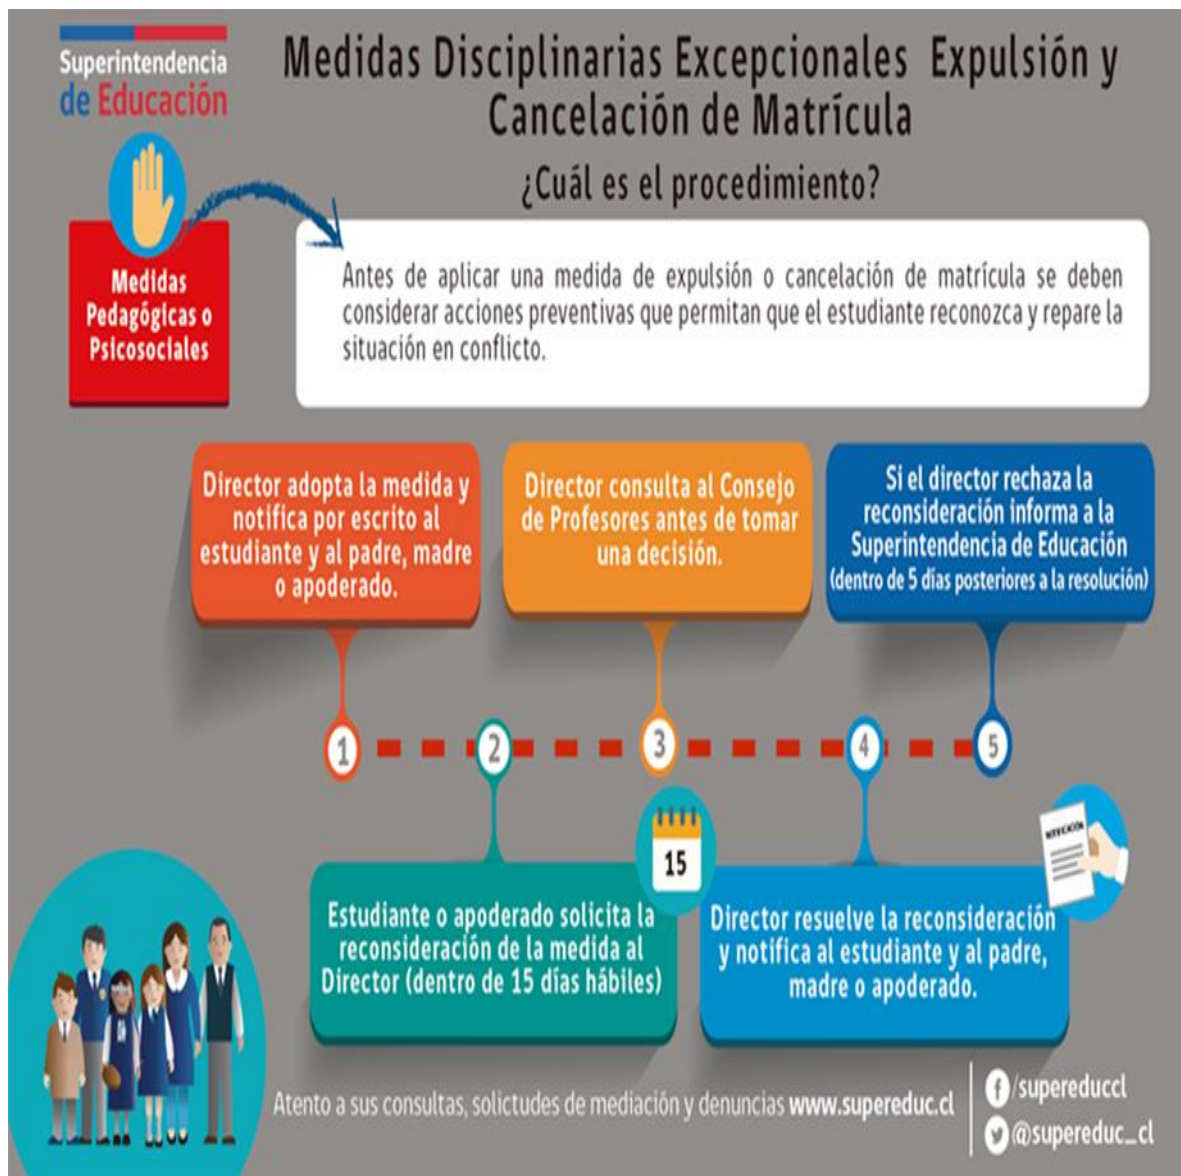 Superintendencia
de Educación
Medidas Disciplinarias Excepcionales Expulsión y
Cancelación de Matrícula
¿Cuál es el procedimiento?
Medidas
Pedagógicas o
Psicosociales
Antes de aplicar una medida de expulsión o cancelación de matrícula se deben
considerar acciones preventivas que permitan que el estudiante reconozca y repare la
situación en conflicto.
Director adopta la medida y
notifica por escrito al
estudiante y al padre, madre
o apoderado.
Director consulta al Consejo
de Profesores antes de tomar
una decisión.
Si el director rechaza la
reconsideración informa a la
Superintendencia de Educación
(dentro de 5 días posteriores a la resolución)
1
2
3
4
5
15
NOTIFICACIÓN
Estudiante o apoderado solicita la
reconsideración de la medida al
Director (dentro de 15 días hábiles)
Director resuelve la reconsideración
y notifica al estudiante y al padre,
madre o apoderado.
Atento a sus consultas, solictudes de mediación y denuncias www.supereduc.cl
/supereduccl
@supereduc_cl